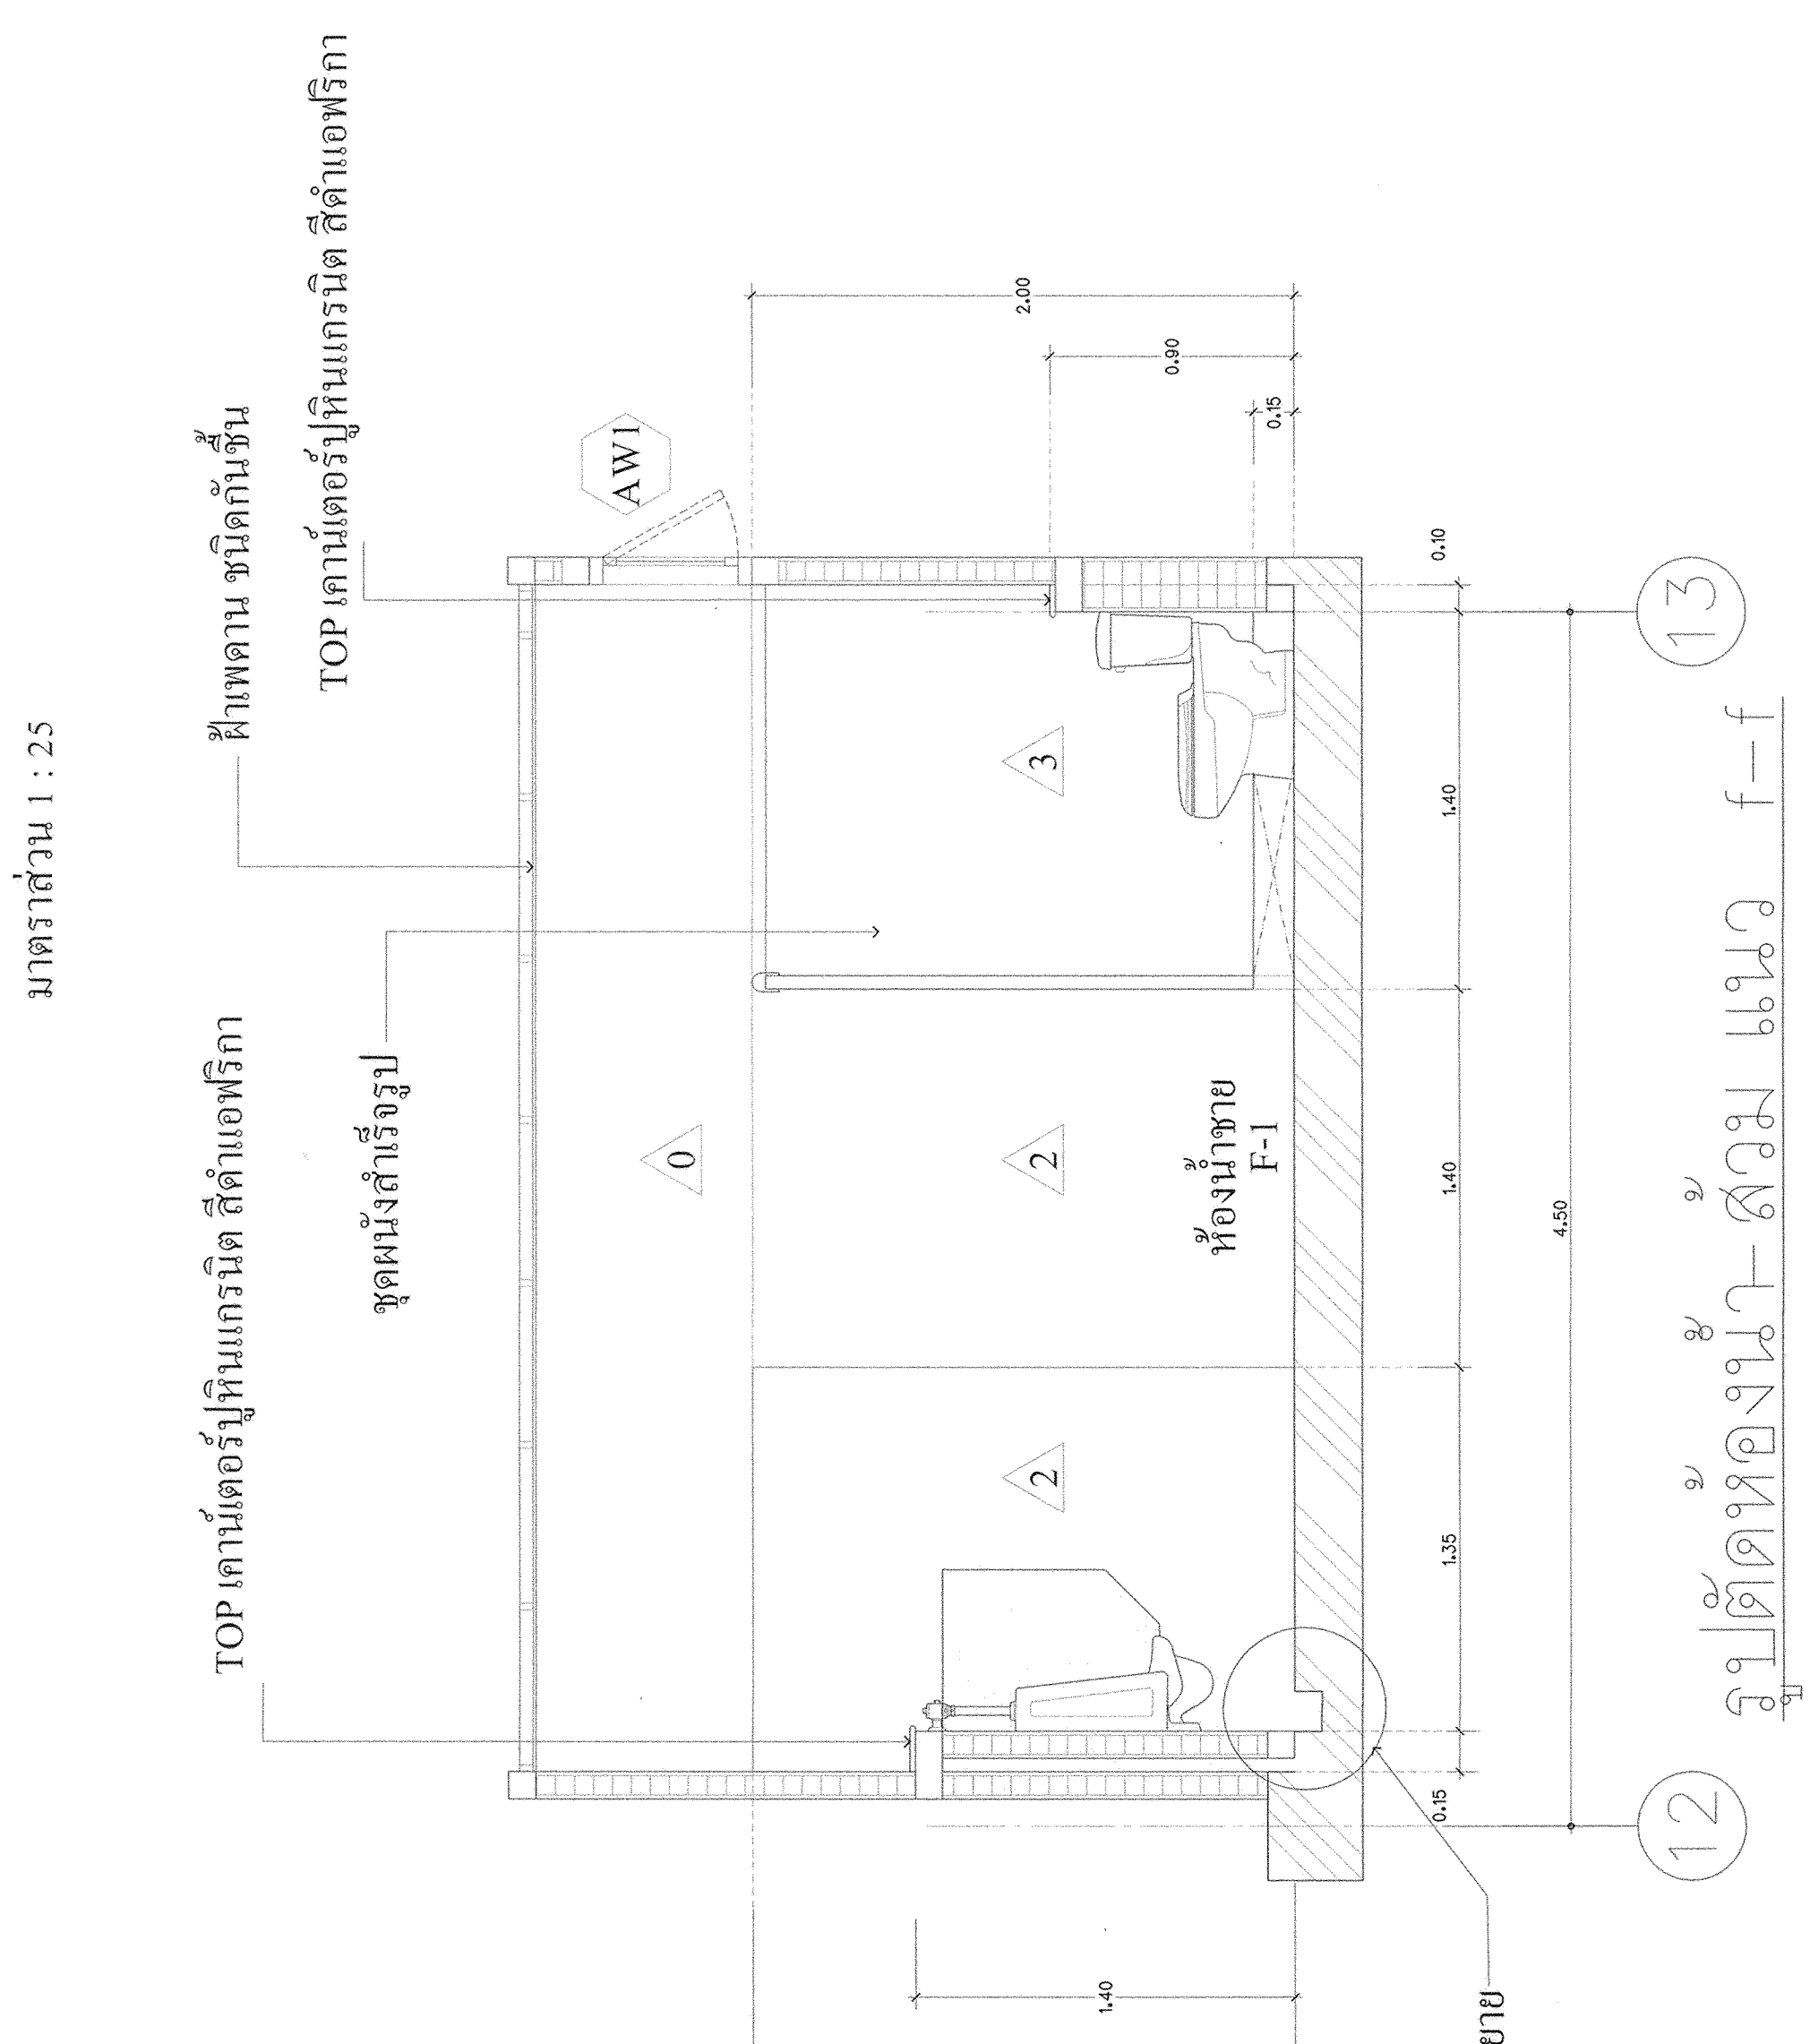 มาตราส่วน 1 : 25
TOP เคาน์เตอร์ปูหินแกรนิต สีดำแอฟริกา
ฝ้าเพดาน ชนิดกันชื้น
TOP เคาน์เตอร์ปูหินแกรนิต สีดำแอฟริกา
ชุดผนังสำเร็จรูป
AW1
0
2
2
3
ห้องน้ำชาย
F-1
2.00
0.90
0.15
1.40
0.15
1.35
1.40
1.40
0.10
4.50
ยาย
12
13
รูปตัดห้องน้ำ-ส้วม แนว f-f